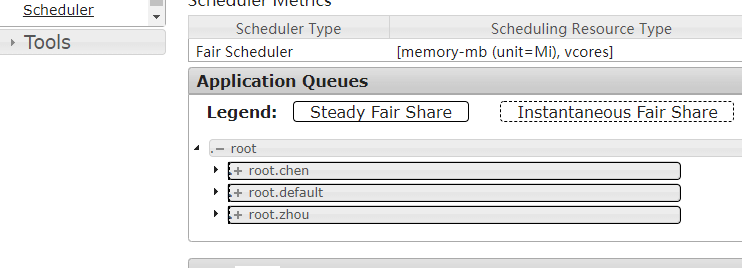 Scheduler
Tools
Scheduler Metrics
Scheduler Type
Scheduling Resource Type
Fair Scheduler
[memory-mb (unit=Mi), vcores]
Application Queues
Legend:
Steady Fair Share
Instantaneous Fair Share
root
root.chen
root.default
root.zhou